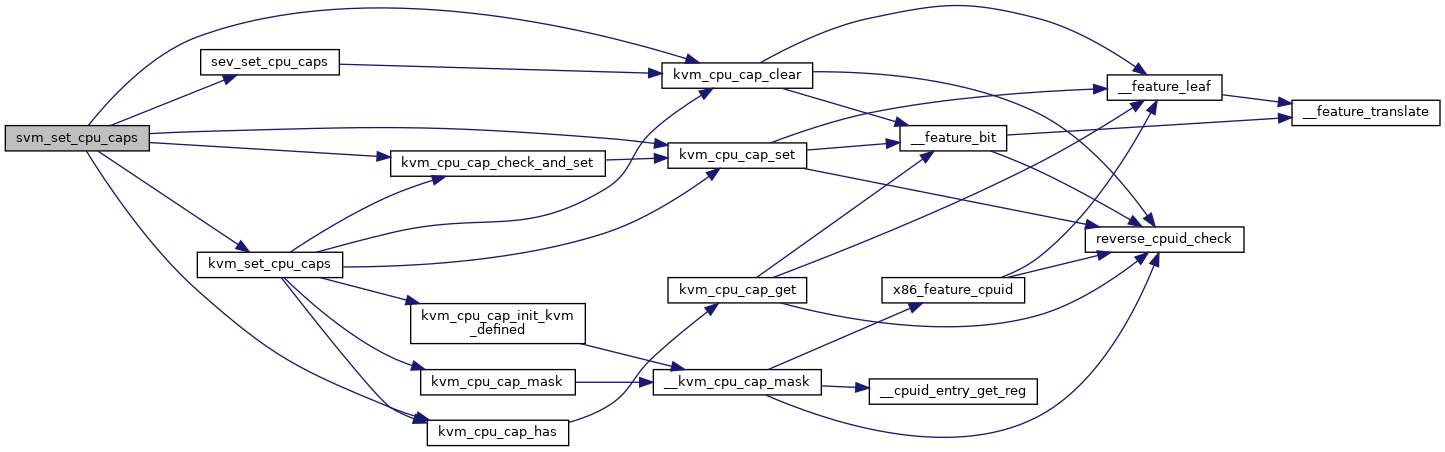 svm_set_cpu_caps
sev_set_cpu_caps
kvm_cpu_cap_check_and_set
kvm_set_cpu_caps
kvm_cpu_cap_init_kvm
_defined
kvm_cpu_cap_mask
kvm_cpu_cap_has
kvm_cpu_cap_clear
kvm_cpu_cap_set
kvm_cpu_cap_get
__kvm_cpu_cap_mask
__feature_bit
x86_feature_cpuid
__cpuid_entry_get_reg
__feature_leaf
reverse_cpuid_check
__feature_translate